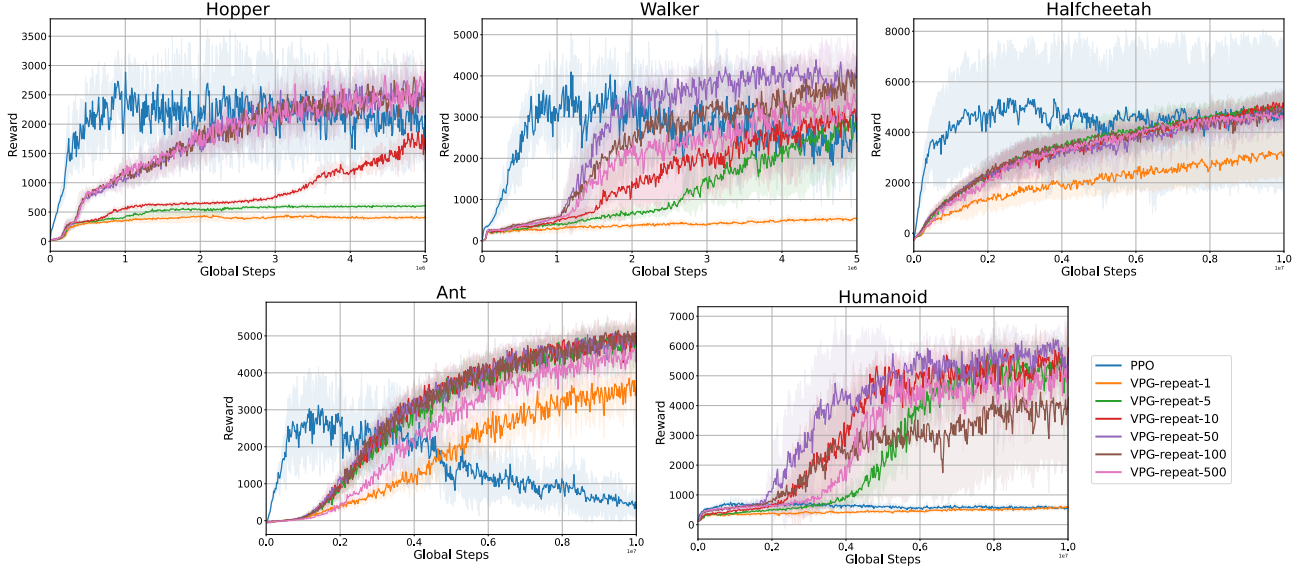 Hopper
Reward
3500
3000
2500
2000
1500
1000
500
0
0 1 2 3 4 5
1e6
Global Steps
Walker
Reward
5000
4000
3000
2000
1000
0
0 1 2 3 4 5
1e6
Global Steps
Halfcheetah
Reward
8000
6000
4000
2000
0
0.0 0.2 0.4 0.6 0.8 1.0
1e7
Global Steps
Ant
Reward
5000
4000
3000
2000
1000
0
0.0 0.2 0.4 0.6 0.8 1.0
1e7
Global Steps
Humanoid
Reward
7000
6000
5000
4000
3000
2000
1000
0
0.0 0.2 0.4 0.6 0.8 1.0
1e7
Global Steps
PPO
VPG-repeat-1
VPG-repeat-5
VPG-repeat-10
VPG-repeat-50
VPG-repeat-100
VPG-repeat-500